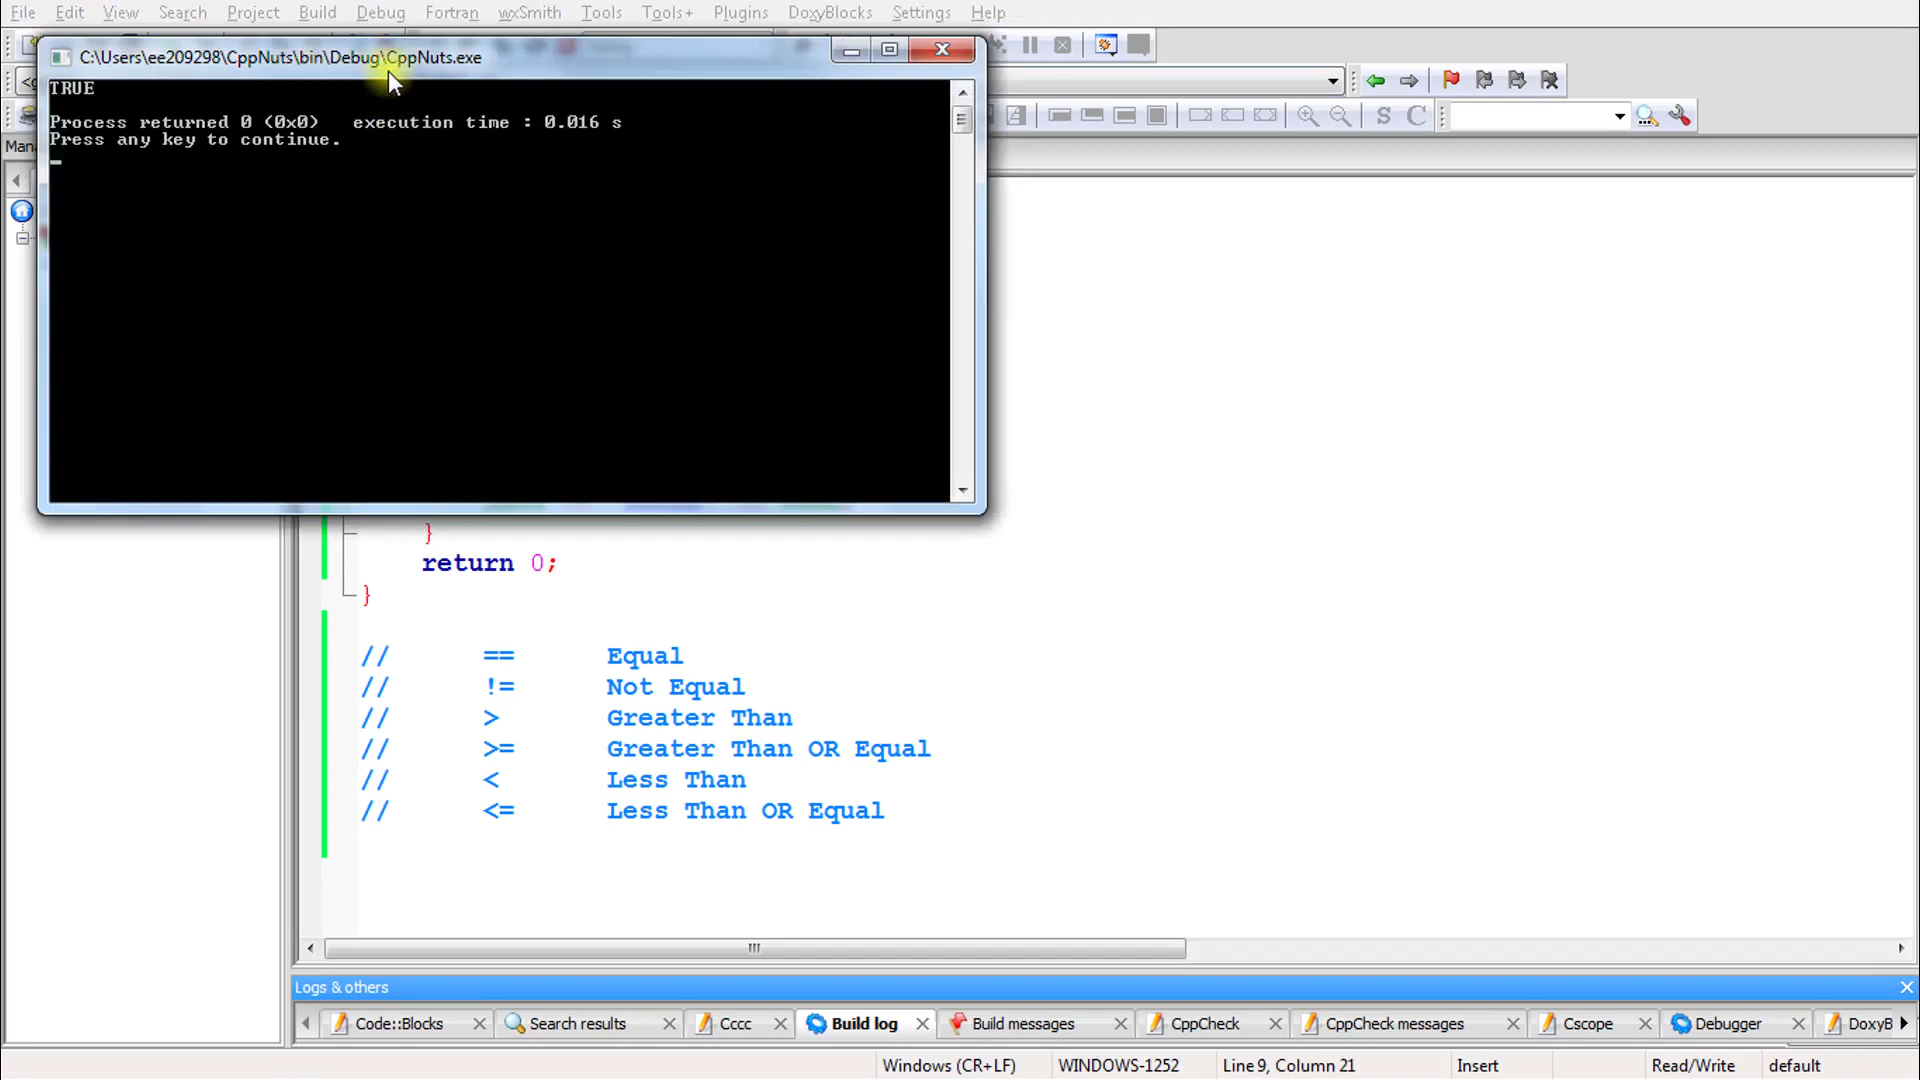 File Edit View Search Project Build Debug Fortran wxSmith Tools Tools+ Plugins DoxyBlocks Settings Help
C:\Users\ee209298\CppNuts\bin\Debug\CppNuts.exe
TRUE
Process returned 0 (0x0)   execution time : 0.016 s
Press any key to continue.
}
return 0;
}
// == Equal
// != Not Equal
// > Greater Than
// >= Greater Than OR Equal
// < Less Than
// <= Less Than OR Equal
Logs & others
Code::Blocks Search results Cccc Build log Build messages CppCheck CppCheck messages Cscope Debugger DoxyB
Windows (CR+LF) WINDOWS-1252 Line 9, Column 21 Insert Read/Write default